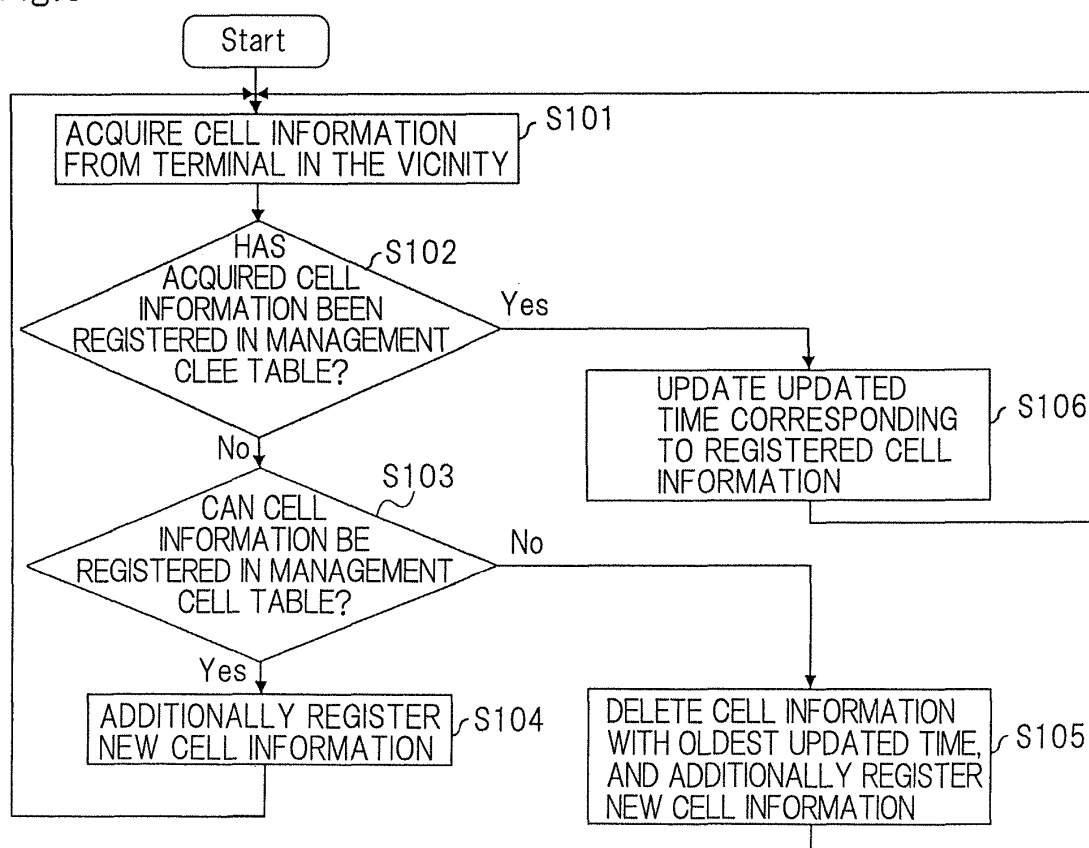 Start
S101
ACQUIRE CELL INFORMATION
FROM TERMINAL IN THE VICINITY
S102
HAS
ACQUIRED CELL
INFORMATION BEEN
REGISTERED IN MANAGEMENT
CLEE TABLE?
Yes
No
UPDATE UPDATED
TIME CORRESPONDING
TO REGISTERED CELL
INFORMATION
S106
S103
CAN CELL
INFORMATION BE
REGISTERED IN MANAGEMENT
CELL TABLE?
No
Yes
ADDITIONALLY REGISTER
NEW CELL INFORMATION
S104
DELETE CELL INFORMATION
WITH OLDEST UPDATED TIME,
AND ADDITIONALLY REGISTER
NEW CELL INFORMATION
S105